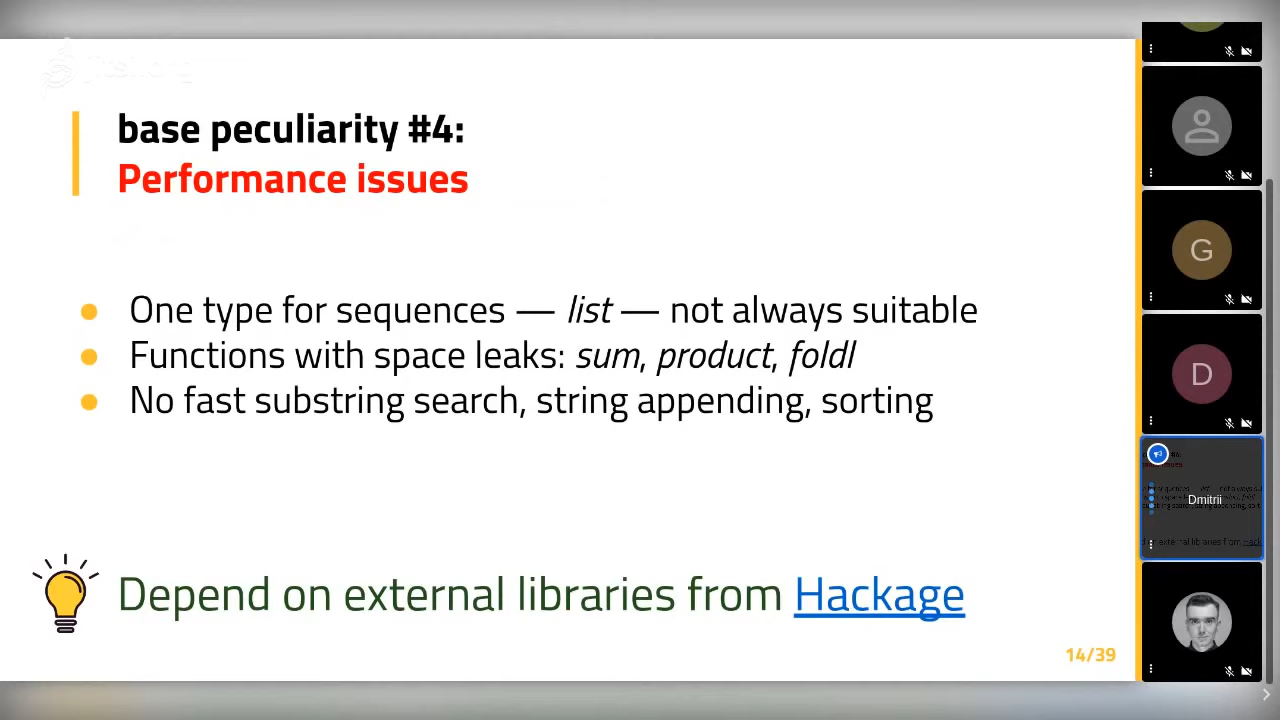 base peculiarity #4:
Performance issues
One type for sequences — list — not always suitable
Functions with space leaks: sum, product, foldl
No fast substring search, string appending, sorting
Depend on external libraries from Hackage
14/39
G
D
Dmitrii